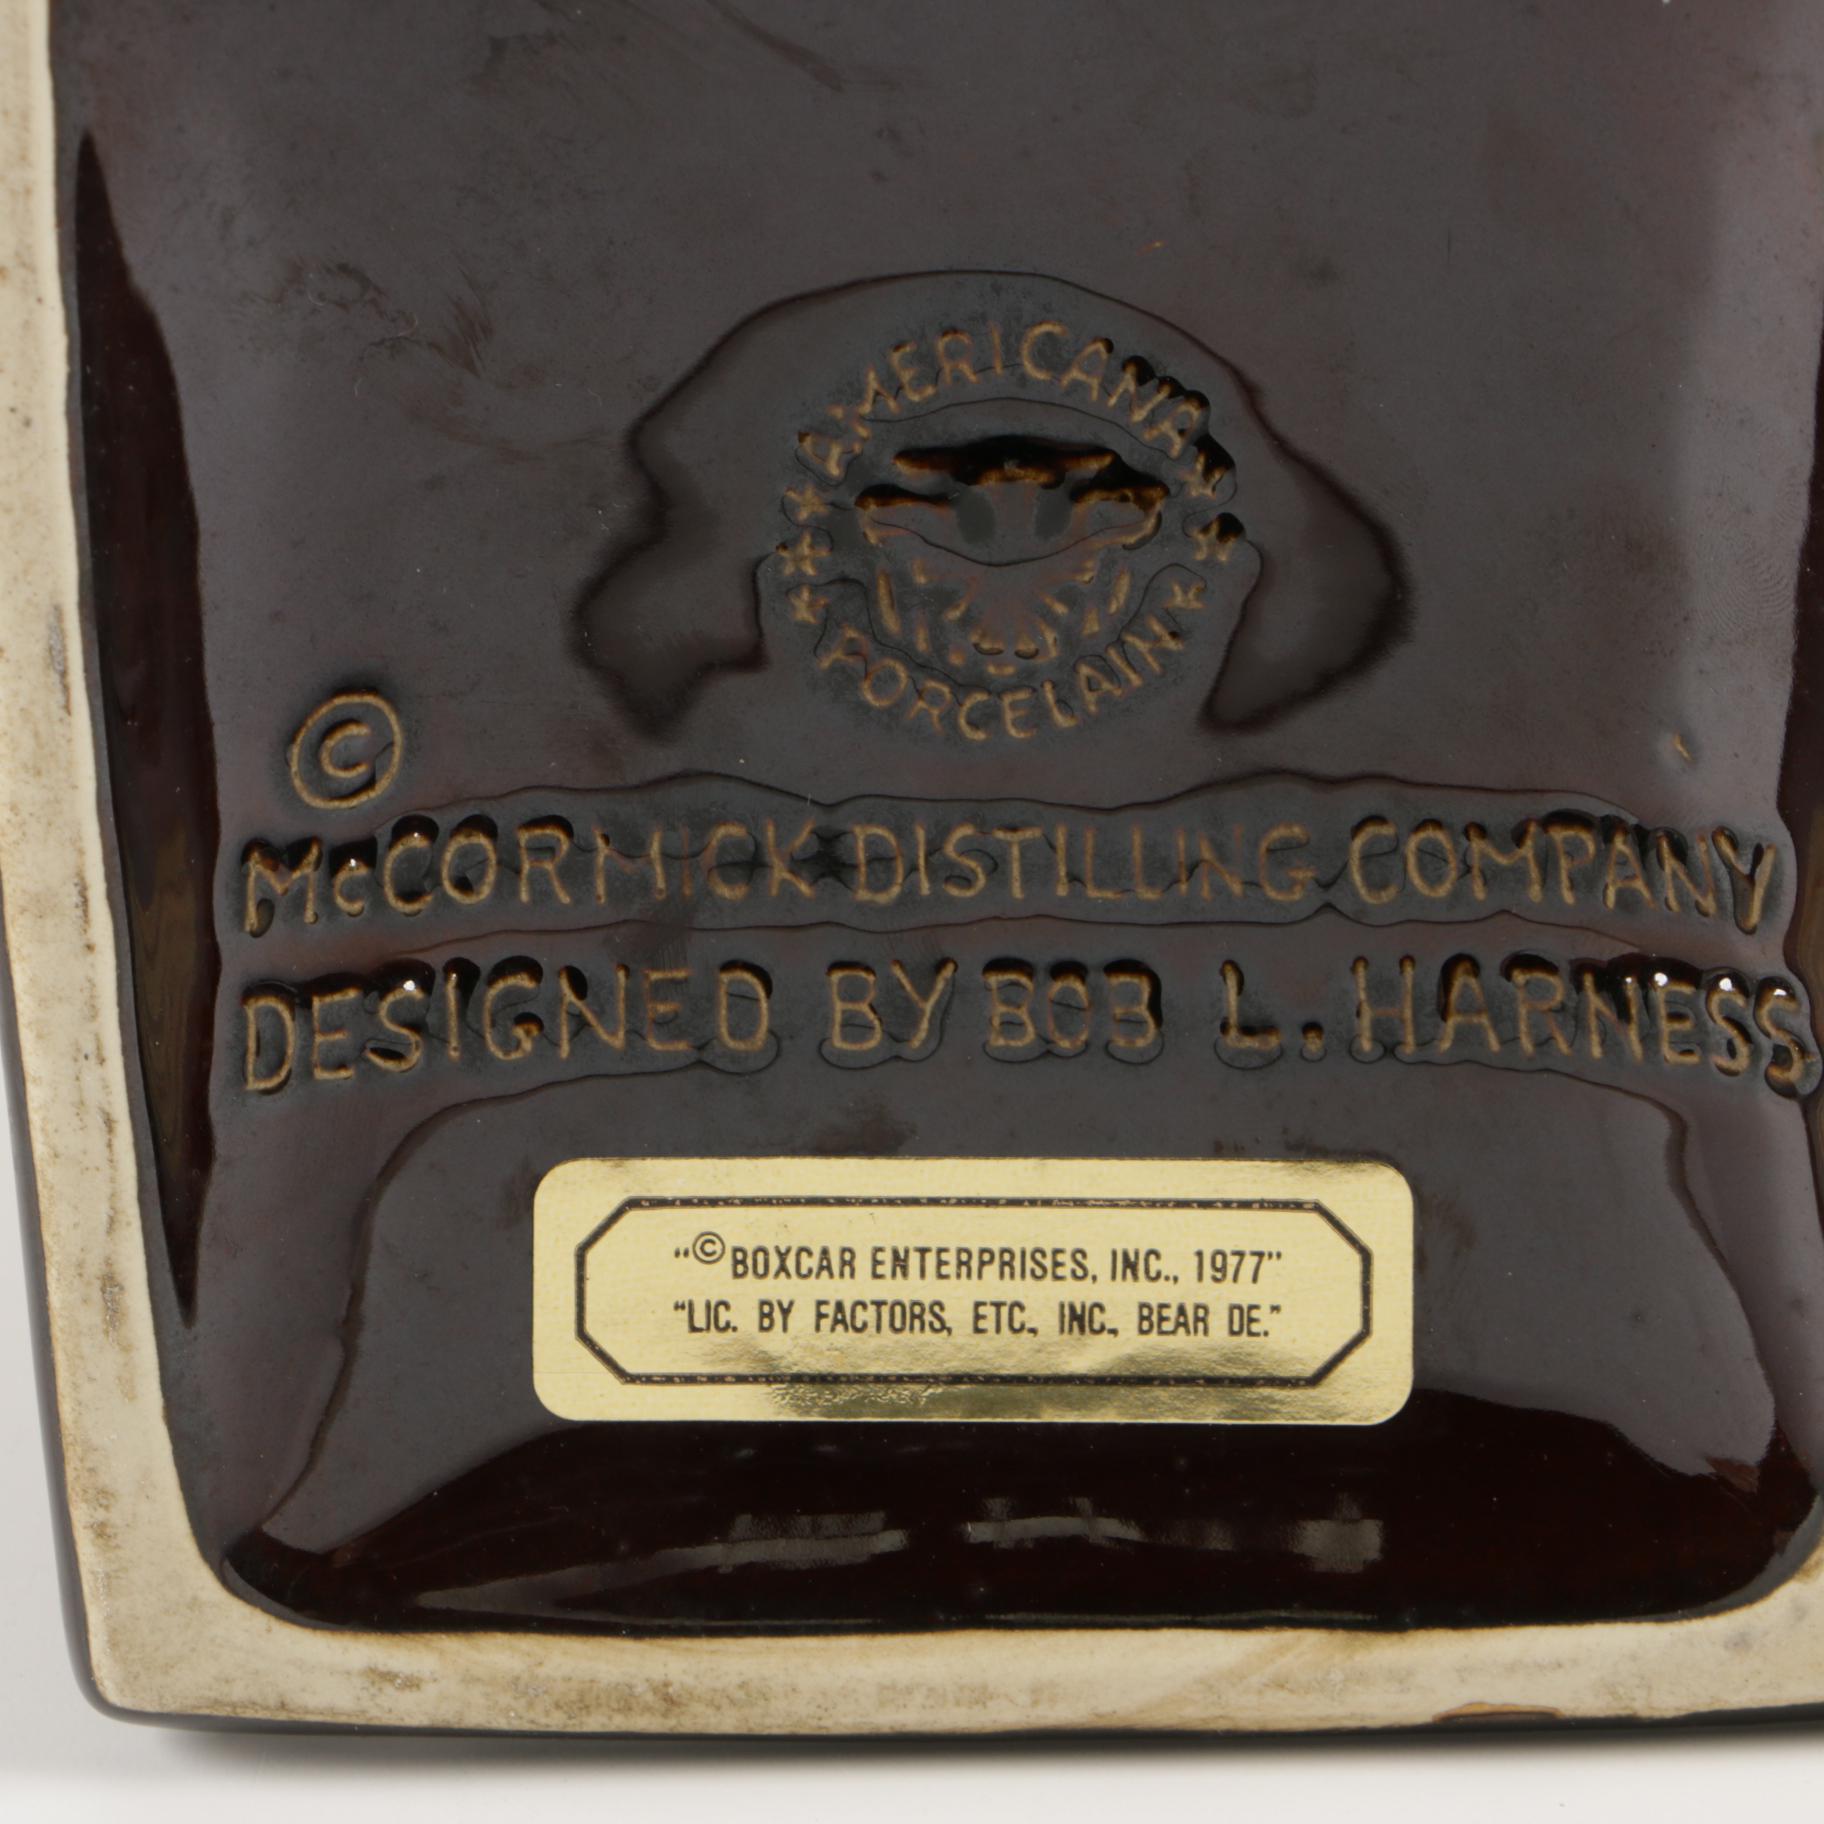 AMERICANA
PORCELAIN
©
McCORMICK DISTILLING COMPANY
DESIGNED BY BOB L. HARNESS
"©BOXCAR ENTERPRISES, INC., 1977"
"LIC. BY FACTORS, ETC., INC., BEAR DE."